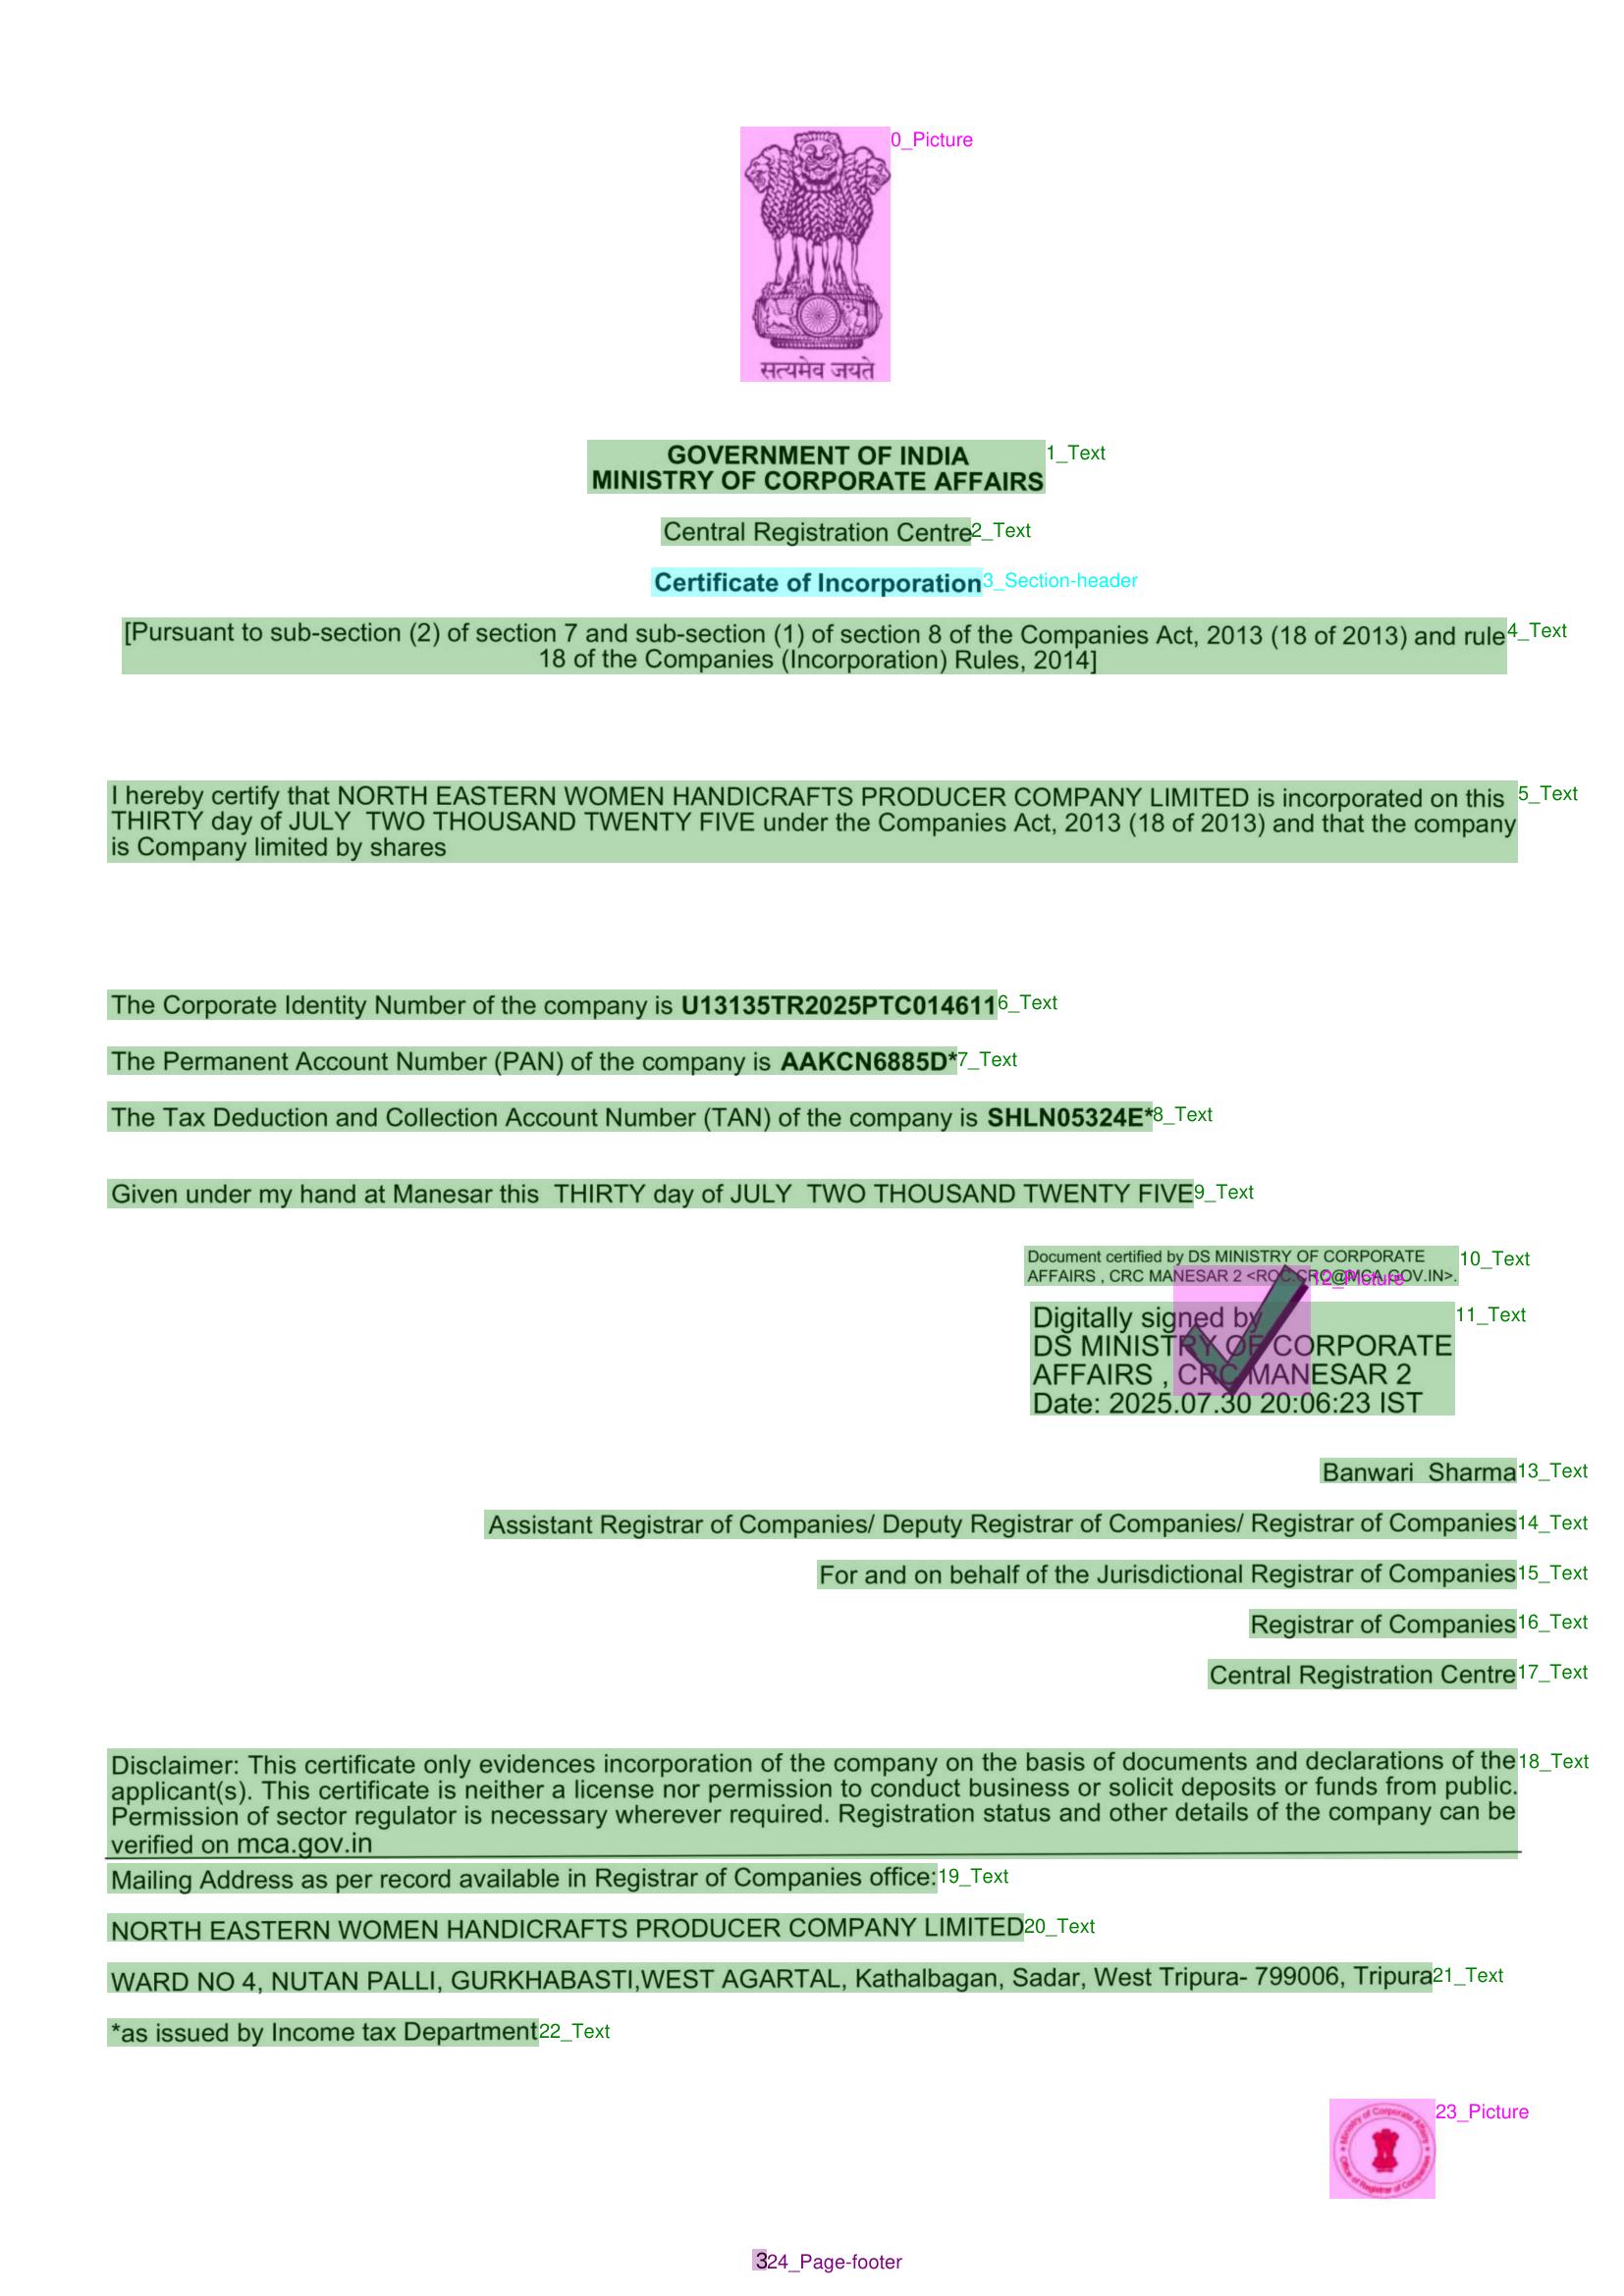 सत्यमेव जयते
0_Picture
GOVERNMENT OF INDIA
MINISTRY OF CORPORATE AFFAIRS
1_Text
Central Registration Centre
2_Text
Certificate of Incorporation
3_Section-header
[Pursuant to sub-section (2) of section 7 and sub-section (1) of section 8 of the Companies Act, 2013 (18 of 2013) and rule
18 of the Companies (Incorporation) Rules, 2014]
4_Text
I hereby certify that NORTH EASTERN WOMEN HANDICRAFTS PRODUCER COMPANY LIMITED is incorporated on this
THIRTY day of JULY TWO THOUSAND TWENTY FIVE under the Companies Act, 2013 (18 of 2013) and that the company
is Company limited by shares
5_Text
The Corporate Identity Number of the company is U13135TR2025PTC014611
6_Text
The Permanent Account Number (PAN) of the company is AAKCN6885D*
7_Text
The Tax Deduction and Collection Account Number (TAN) of the company is SHLN05324E*
8_Text
Given under my hand at Manesar this THIRTY day of JULY TWO THOUSAND TWENTY FIVE
9_Text
Document certified by DS MINISTRY OF CORPORATE
AFFAIRS , CRC MANESAR 2 <ROC.CRC@MCA.GOV.IN>.
10_Text
12_Picture
Digitally signed by
DS MINISTRY OF CORPORATE
AFFAIRS , CRC MANESAR 2
Date: 2025.07.30 20:06:23 IST
11_Text
Banwari Sharma
13_Text
Assistant Registrar of Companies/ Deputy Registrar of Companies/ Registrar of Companies
14_Text
For and on behalf of the Jurisdictional Registrar of Companies
15_Text
Registrar of Companies
16_Text
Central Registration Centre
17_Text
Disclaimer: This certificate only evidences incorporation of the company on the basis of documents and declarations of the
applicant(s). This certificate is neither a license nor permission to conduct business or solicit deposits or funds from public.
Permission of sector regulator is necessary wherever required. Registration status and other details of the company can be
verified on mca.gov.in
18_Text
Mailing Address as per record available in Registrar of Companies office:
19_Text
NORTH EASTERN WOMEN HANDICRAFTS PRODUCER COMPANY LIMITED
20_Text
WARD NO 4, NUTAN PALLI, GURKHABASTI,WEST AGARTAL, Kathalbagan, Sadar, West Tripura- 799006, Tripura
21_Text
*as issued by Income tax Department
22_Text
Ministry of Corporate Affairs
Office of Registrar of Companies
23_Picture
3
24_Page-footer